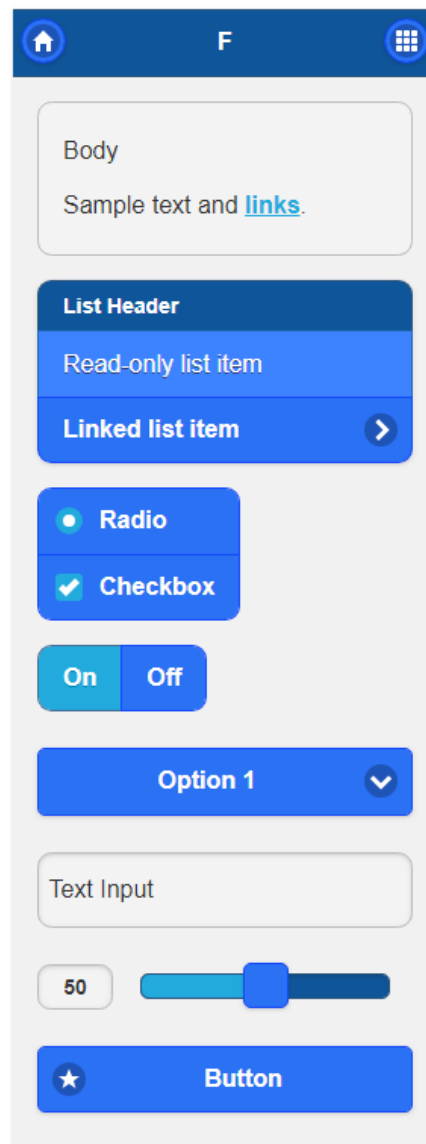 F
Body
Sample text and links.
List Header
Read-only list item
Linked list item
Radio
Checkbox
On Off
Option 1
Text Input
50
Button